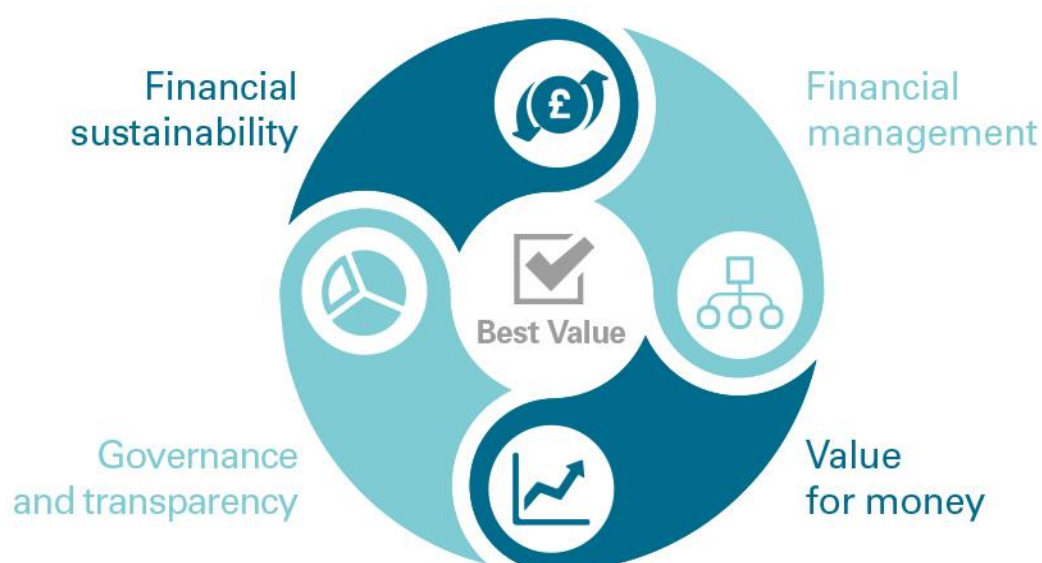 Financial
sustainability
Financial
management
£
Best Value
Governance
and transparency
Value
for money